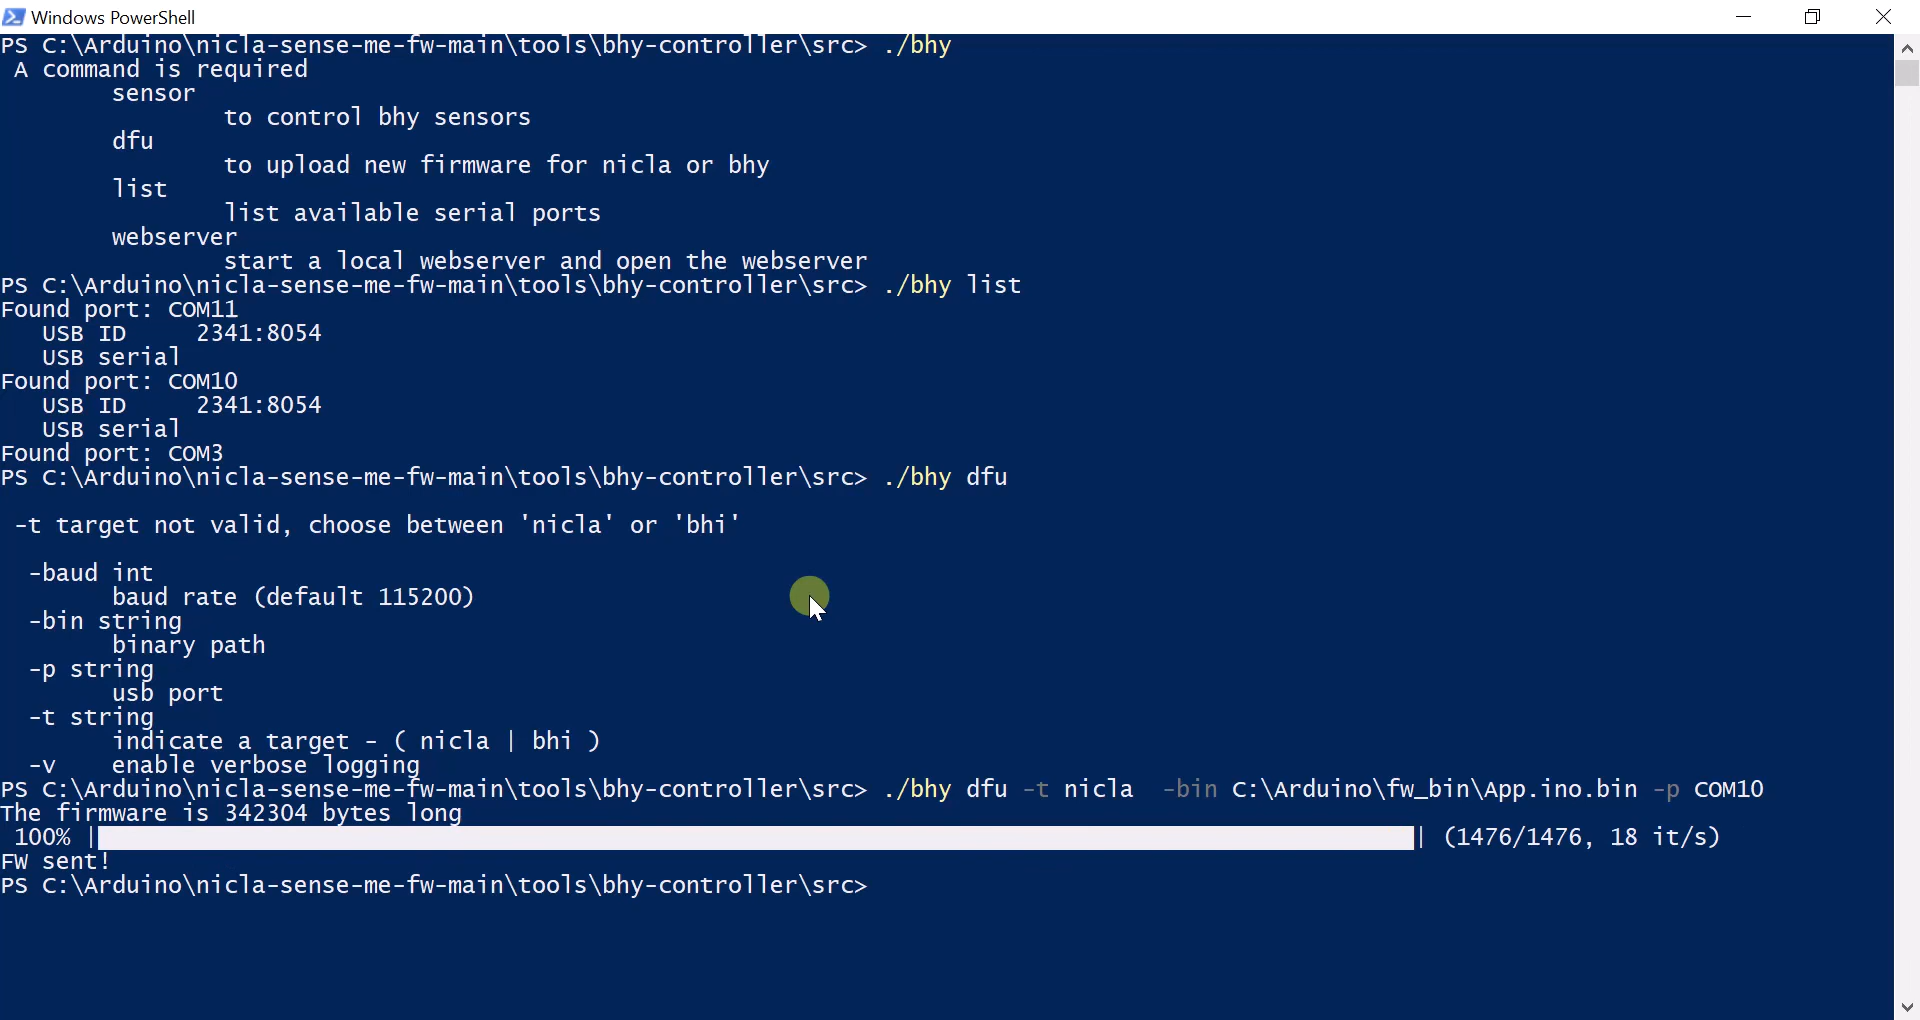 Windows PowerShell
PS C:\Arduino\nicla-sense-me-fw-main\tools\bhy-controller\src> ./bhy
A command is required
sensor
to control bhy sensors
dfu
to upload new firmware for nicla or bhy
list
list available serial ports
webserver
start a local webserver and open the webserver
PS C:\Arduino\nicla-sense-me-fw-main\tools\bhy-controller\src> ./bhy list
Found port: COM11
USB ID     2341:8054
USB serial
Found port: COM10
USB ID     2341:8054
USB serial
Found port: COM3
PS C:\Arduino\nicla-sense-me-fw-main\tools\bhy-controller\src> ./bhy dfu
-t target not valid, choose between 'nicla' or 'bhi'
-baud int
baud rate (default 115200)
-bin string
binary path
-p string
usb port
-t string
indicate a target - ( nicla | bhi )
-v    enable verbose logging
PS C:\Arduino\nicla-sense-me-fw-main\tools\bhy-controller\src> ./bhy dfu -t nicla  -bin C:\Arduino\fw_bin\App.ino.bin -p COM10
The firmware is 342304 bytes long
100% || (1476/1476, 18 it/s)
FW sent!
PS C:\Arduino\nicla-sense-me-fw-main\tools\bhy-controller\src>